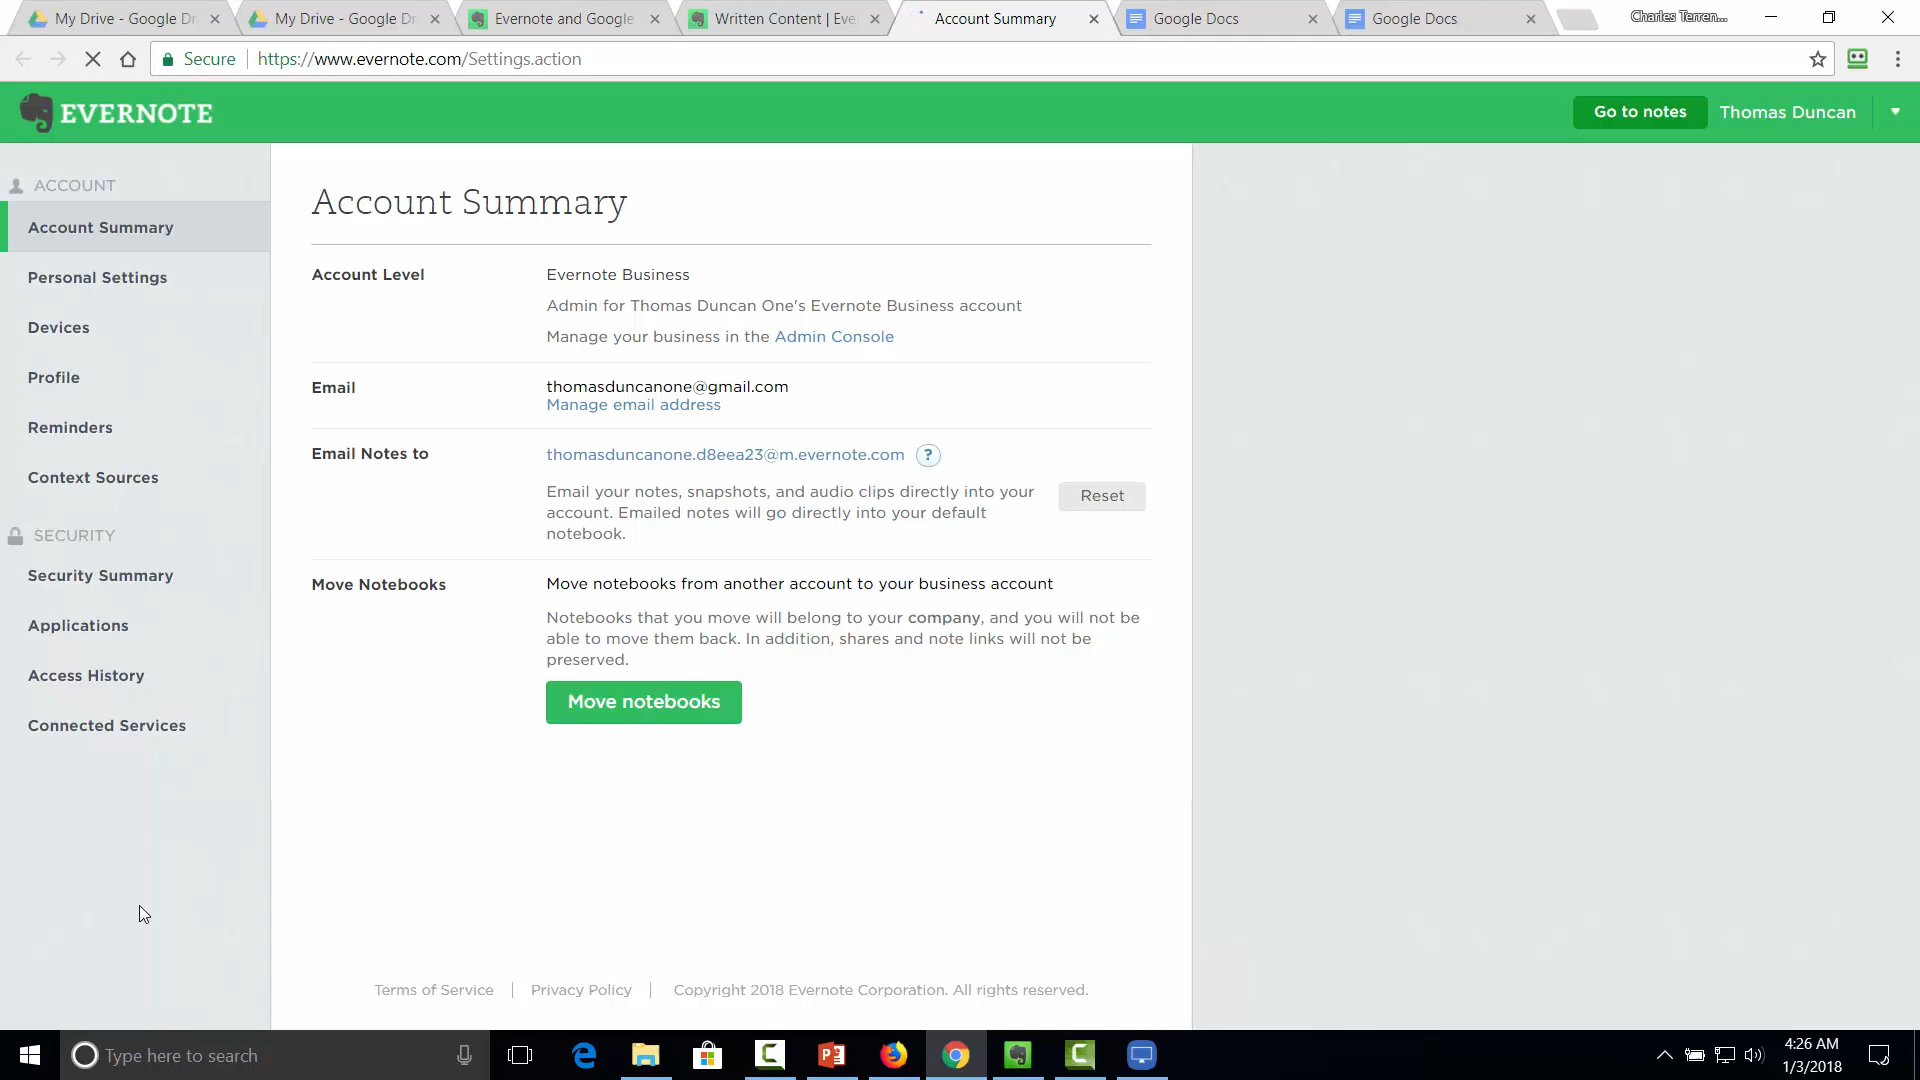 My Drive - Google Dr
My Drive - Google Dr
Evernote and Google
Written Content | Eve
Account Summary
Google Docs
Google Docs
Charles Terren...
Secure
https://www.evernote.com/Settings.action
EVERNOTE
Go to notes
Thomas Duncan
ACCOUNT
Account Summary
Personal Settings
Devices
Profile
Reminders
Context Sources
SECURITY
Security Summary
Applications
Access History
Connected Services
Account Summary
Account Level
Evernote Business
Admin for Thomas Duncan One's Evernote Business account
Manage your business in the Admin Console
Email
thomasduncanone@gmail.com
Manage email address
Email Notes to
thomasduncanone.d8eea23@m.evernote.com ?
Email your notes, snapshots, and audio clips directly into your
account. Emailed notes will go directly into your default
notebook.
Reset
Move Notebooks
Move notebooks from another account to your business account
Notebooks that you move will belong to your company, and you will not be
able to move them back. In addition, shares and note links will not be
preserved.
Move notebooks
Terms of Service | Privacy Policy | Copyright 2018 Evernote Corporation. All rights reserved.
Type here to search
4:26 AM
1/3/2018